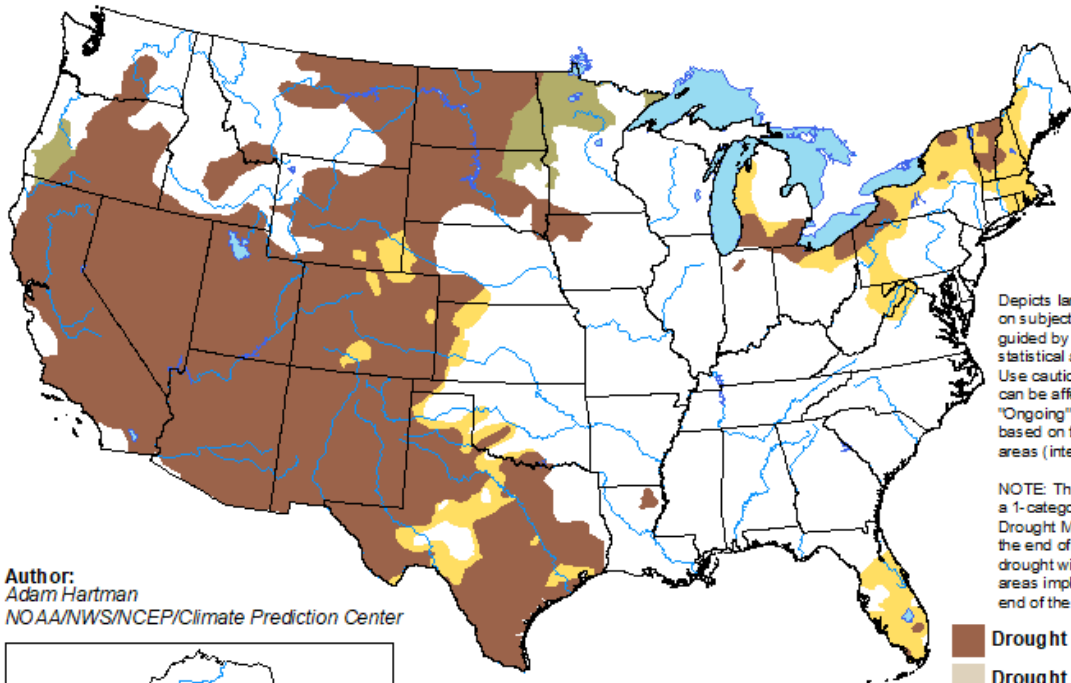 Depicts la
on subject
guided by
statistical a
Use cautio
can be affe
"Ongoing"
based on t
areas (inte
NOTE: Th
a 1-catego
Drought M
the end of
drought wi
areas impl
end of the
Author:
Adam Hartman
NOAA/NWS/NCEP/Climate Prediction Center
Drought
Drought